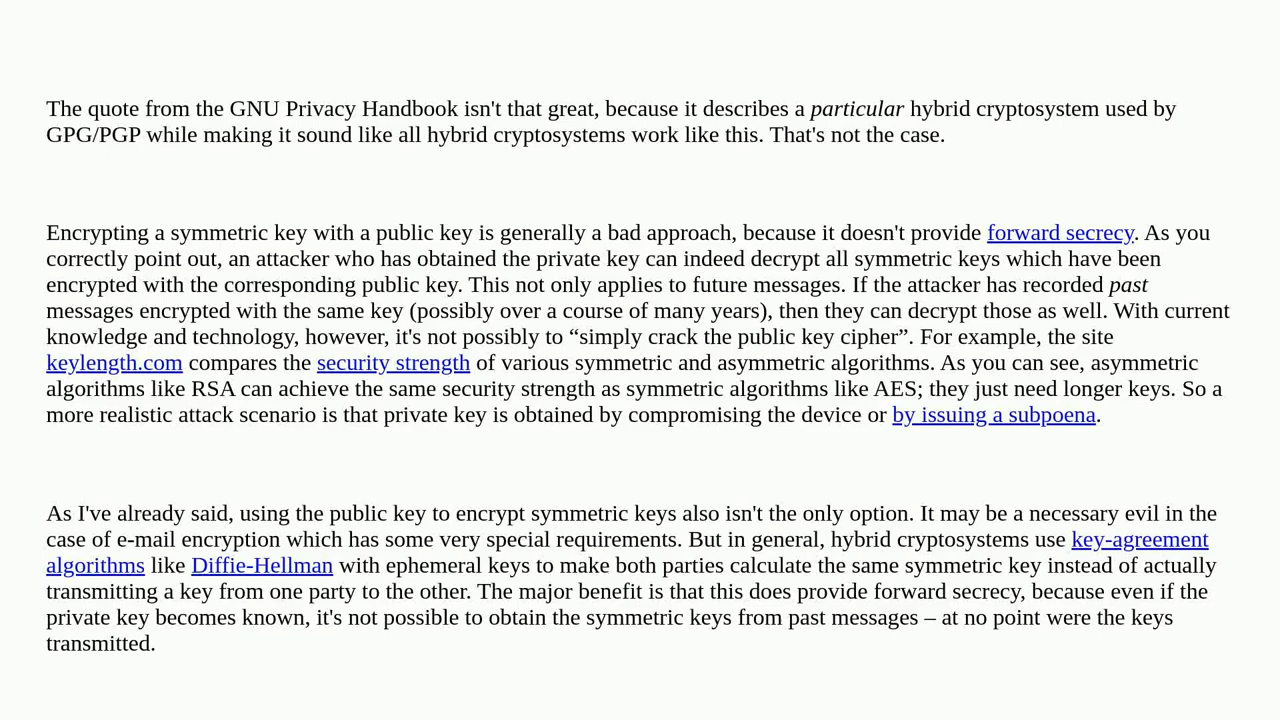 The quote from the GNU Privacy Handbook isn't that great, because it describes a particular hybrid cryptosystem used by
GPG/PGP while making it sound like all hybrid cryptosystems work like this. That's not the case.
Encrypting a symmetric key with a public key is generally a bad approach, because it doesn't provide forward secrecy. As you
correctly point out, an attacker who has obtained the private key can indeed decrypt all symmetric keys which have been
encrypted with the corresponding public key. This not only applies to future messages. If the attacker has recorded past
messages encrypted with the same key (possibly over a course of many years), then they can decrypt those as well. With current
knowledge and technology, however, it's not possibly to “simply crack the public key cipher”. For example, the site
keylength.com compares the security strength of various symmetric and asymmetric algorithms. As you can see, asymmetric
algorithms like RSA can achieve the same security strength as symmetric algorithms like AES; they just need longer keys. So a
more realistic attack scenario is that private key is obtained by compromising the device or by issuing a subpoena.
As I've already said, using the public key to encrypt symmetric keys also isn't the only option. It may be a necessary evil in the
case of e-mail encryption which has some very special requirements. But in general, hybrid cryptosystems use key-agreement
algorithms like Diffie-Hellman with ephemeral keys to make both parties calculate the same symmetric key instead of actually
transmitting a key from one party to the other. The major benefit is that this does provide forward secrecy, because even if the
private key becomes known, it's not possible to obtain the symmetric keys from past messages – at no point were the keys
transmitted.